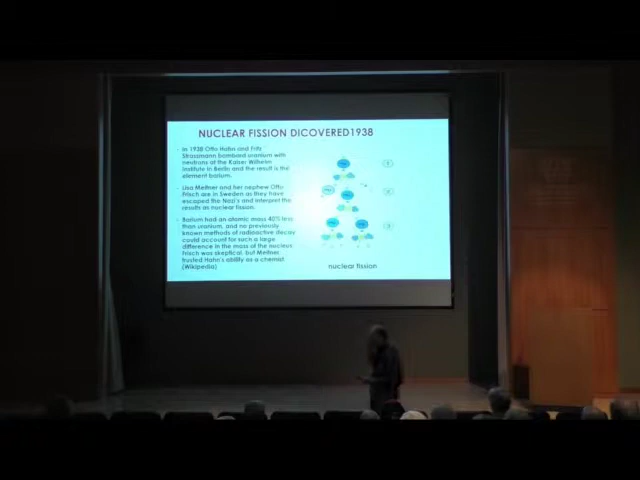 NUCLEAR FISSION DICOVERED1938
In 1938 Otto Hahn and Fritz
Strassmann bombard uranium with
neutrons at the Kaiser Wilhelm
Institute in Berlin and the result is the
element barium.
Lisa Meitner and her nephew Otto
Frisch are in Sweden as they have
escaped the Nazi's and interpret the
results as nuclear fission.
Barium had an atomic mass 40% less
than uranium, and no previously
known methods of radioactive decay
could account for such a large
difference in the mass of the nucleus
Frisch was skeptical, but Meitner
trusted Hahn's ability as a chemist
(Wikipedia)
nuclear fission